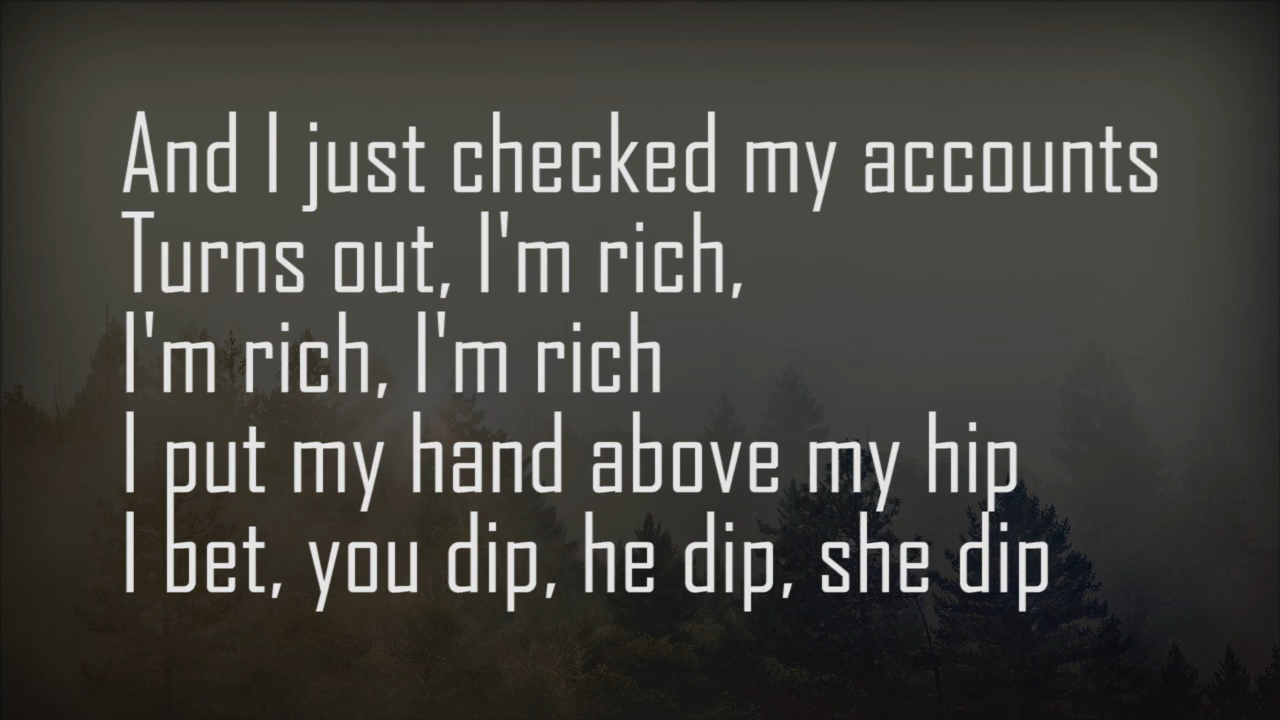 And I just checked my accounts
Turns out, I'm rich,
I'm rich, I'm rich
I put my hand above my hip
I bet, you dip, he dip, she dip